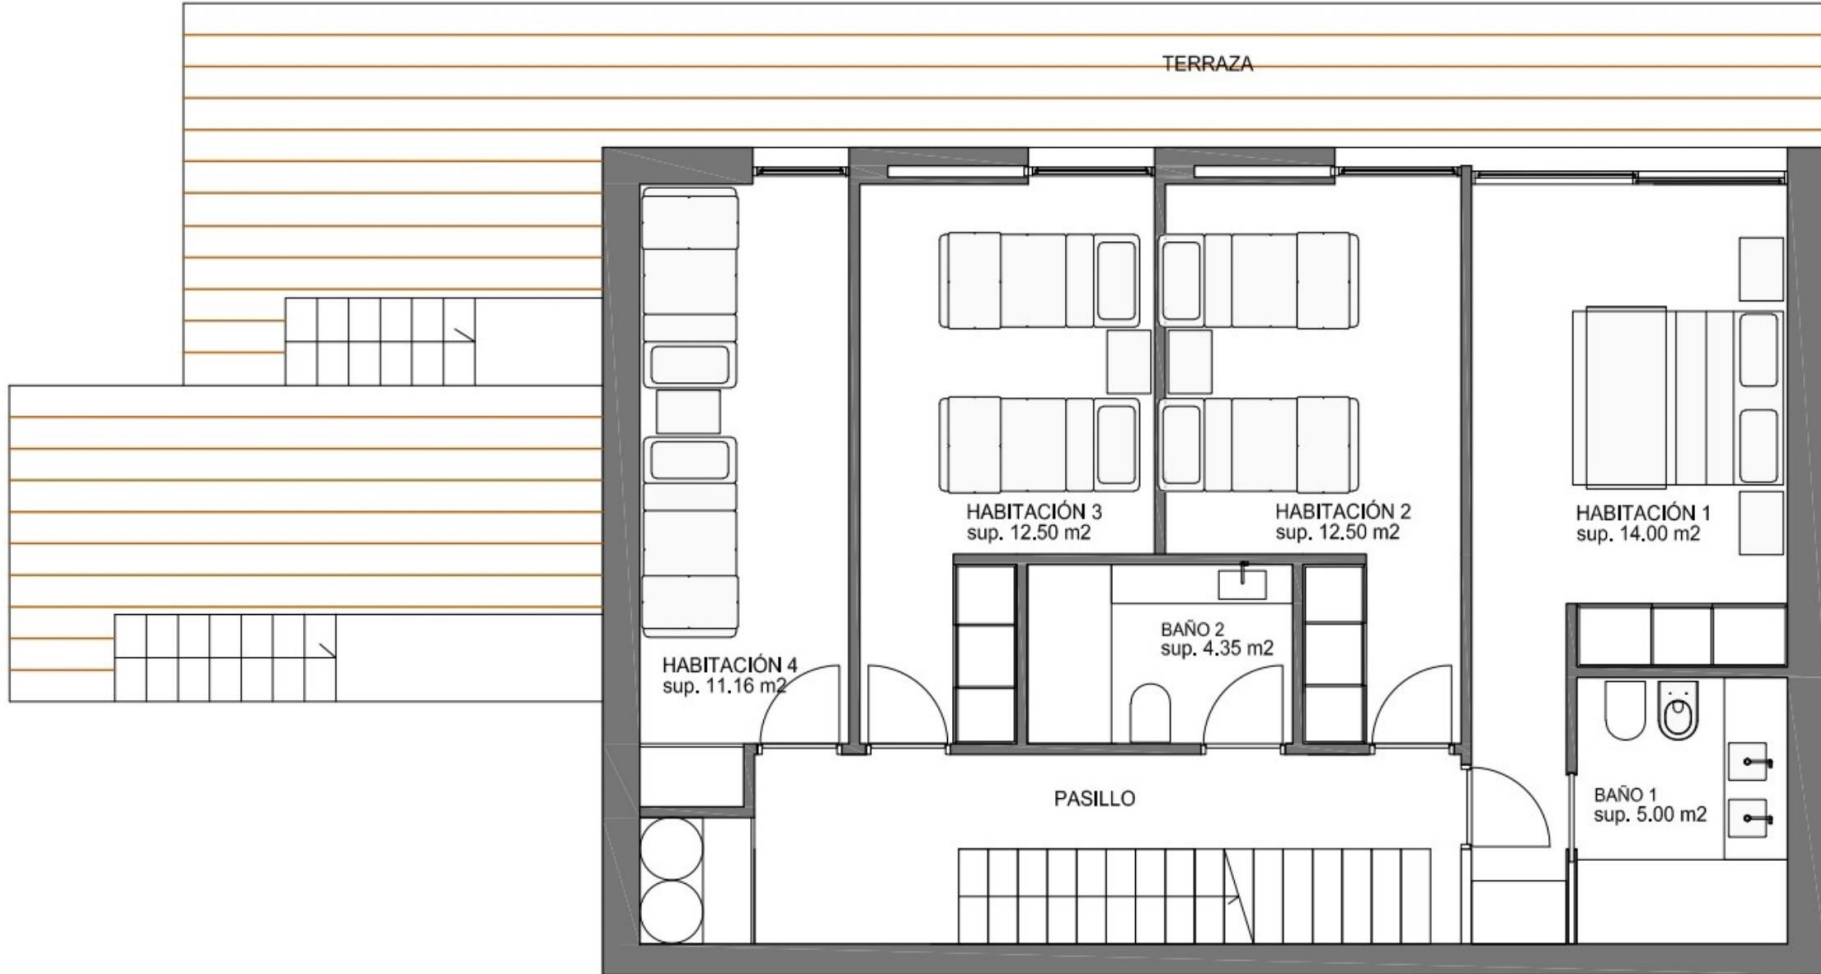 TERRAZA
HABITACIÓN 3
sup. 12.50 m2
HABITACIÓN 2
sup. 12.50 m2
HABITACIÓN 1
sup. 14.00 m2
BAÑO 2
sup. 4.35 m2
HABITACIÓN 4
sup. 11.16 m2
PASILLO
BAÑO 1
sup. 5.00 m2